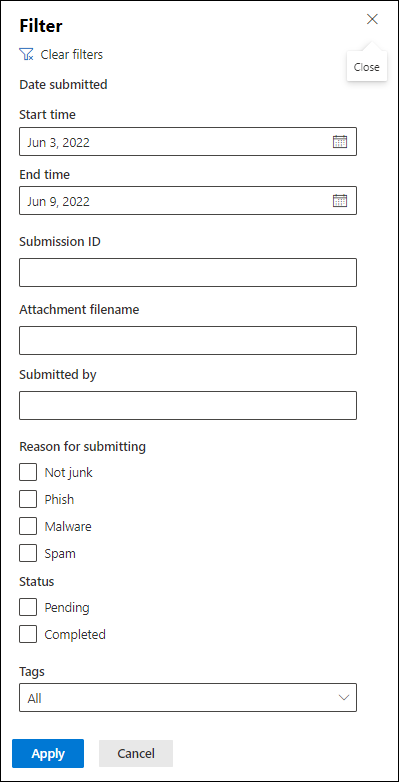 Filter
Clear filters
Close
Date submitted
Start time
Jun 3, 2022
End time
Jun 9, 2022
Submission ID
Attachment filename
Submitted by
Reason for submitting
Not junk
Phish
Malware
Spam
Status
Pending
Completed
Tags
All
Apply
Cancel